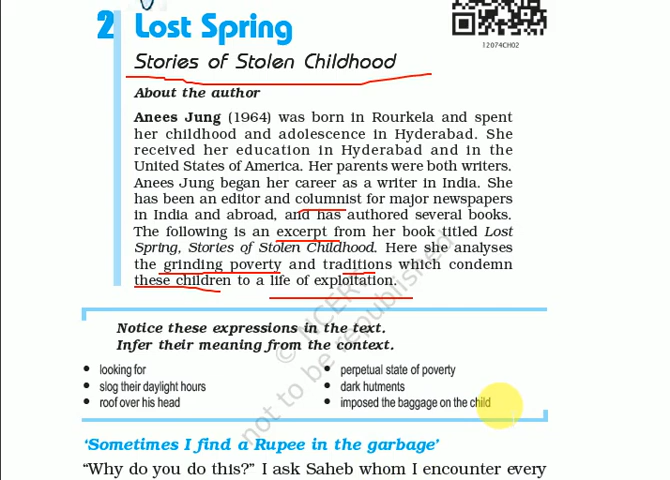 2 Lost Spring
12074CH02
Stories of Stolen Childhood
About the author
Anees Jung (1964) was born in Rourkela and spent
her childhood and adolescence in Hyderabad. She
received her education in Hyderabad and in the
United States of America. Her parents were both writers.
Anees Jung began her career as a writer in India. She
has been an editor and columnist for major newspapers
in India and abroad, and has authored several books.
The following is an excerpt from her book titled Lost
Spring, Stories of Stolen Childhood. Here she analyses
the grinding poverty and traditions which condemn
these children to a life of exploitation.
© NCERT
not to be republished
Notice these expressions in the text.
Infer their meaning from the context.
• looking for
• slog their daylight hours
• roof over his head
• perpetual state of poverty
• dark hutments
• imposed the baggage on the child
‘Sometimes I find a Rupee in the garbage’
“Why do you do this?” I ask Saheb whom I encounter every